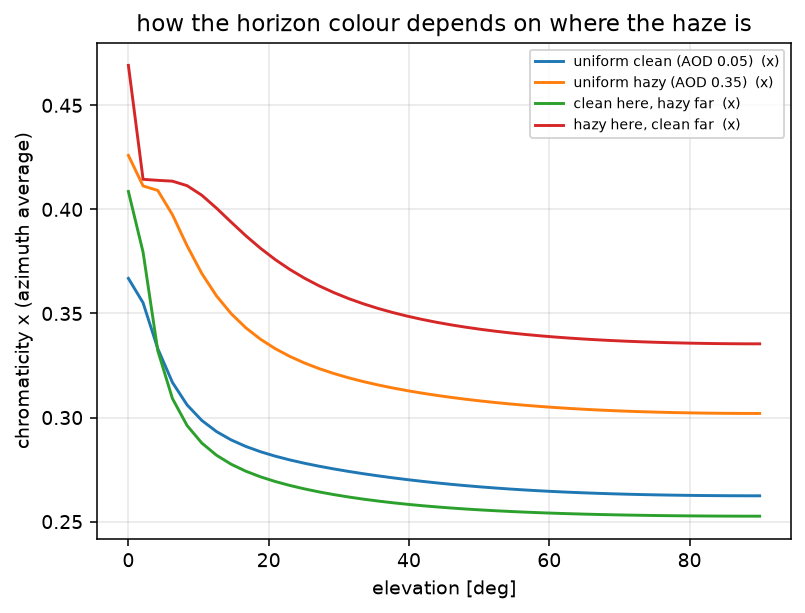 how the horizon colour depends on where the haze is
uniform clean (AOD 0.05)  (x)
uniform hazy (AOD 0.35)  (x)
clean here, hazy far  (x)
hazy here, clean far  (x)
chromaticity x (azimuth average)
0.45
0.40
0.35
0.30
0.25
0 20 40 60 80
elevation [deg]